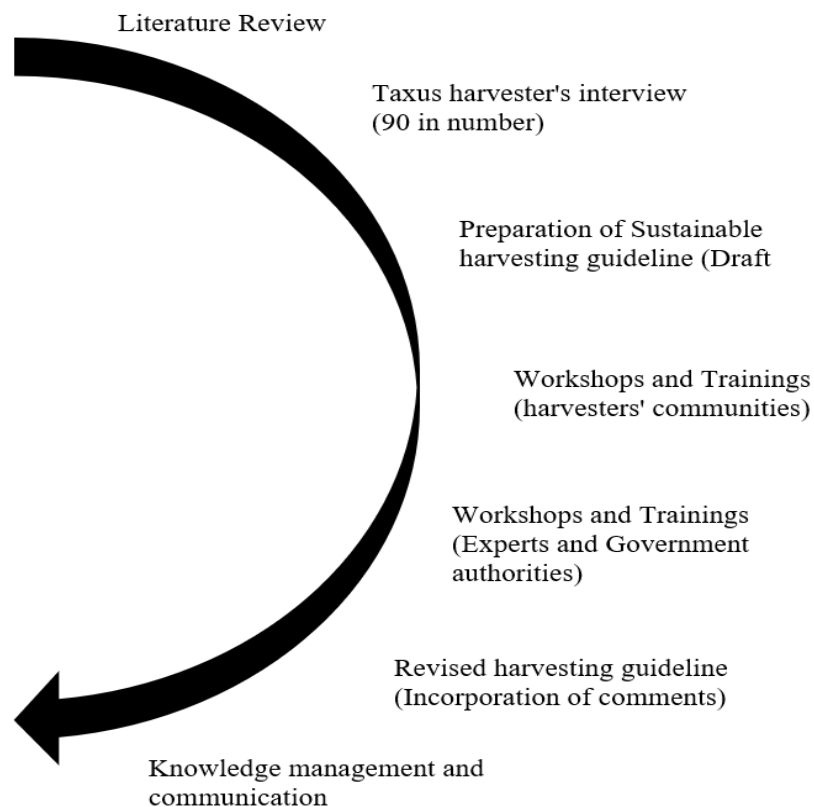 Literature Review
Taxus harvester's interview
(90 in number)
Preparation of Sustainable
harvesting guideline (Draft
Workshops and Trainings
(harvesters' communities)
Workshops and Trainings
(Experts and Government
authorities)
Revised harvesting guideline
(Incorporation of comments)
Knowledge management and
communication